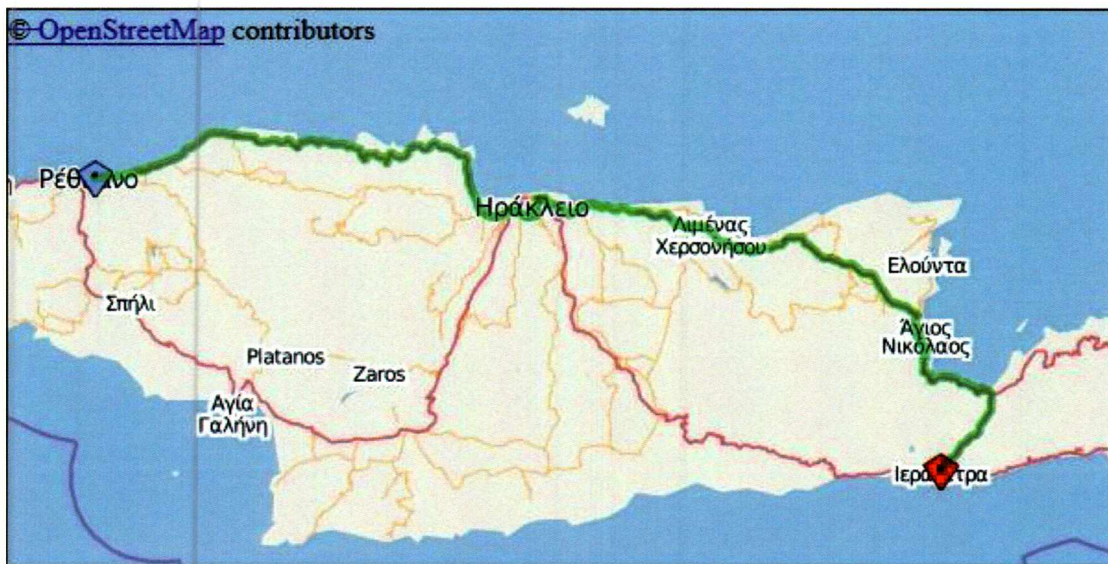 © OpenStreetMap contributors
Ηράκλειο
Λιμένας
Χερσονήσου
Ελούντα
Σπήλι
Άγιος
Νικόλαος
Platanos
Zaros
Αγία
Γαλήνη